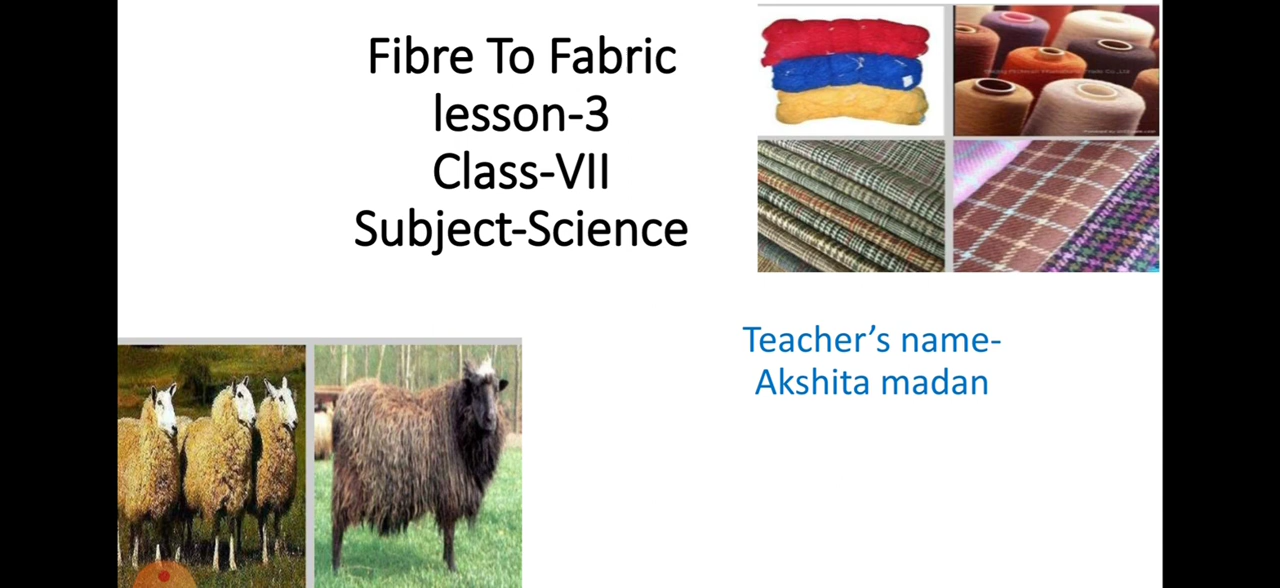 Fibre To Fabric
lesson-3
Class-VII
Subject-Science
Teacher's name-
Akshita madan